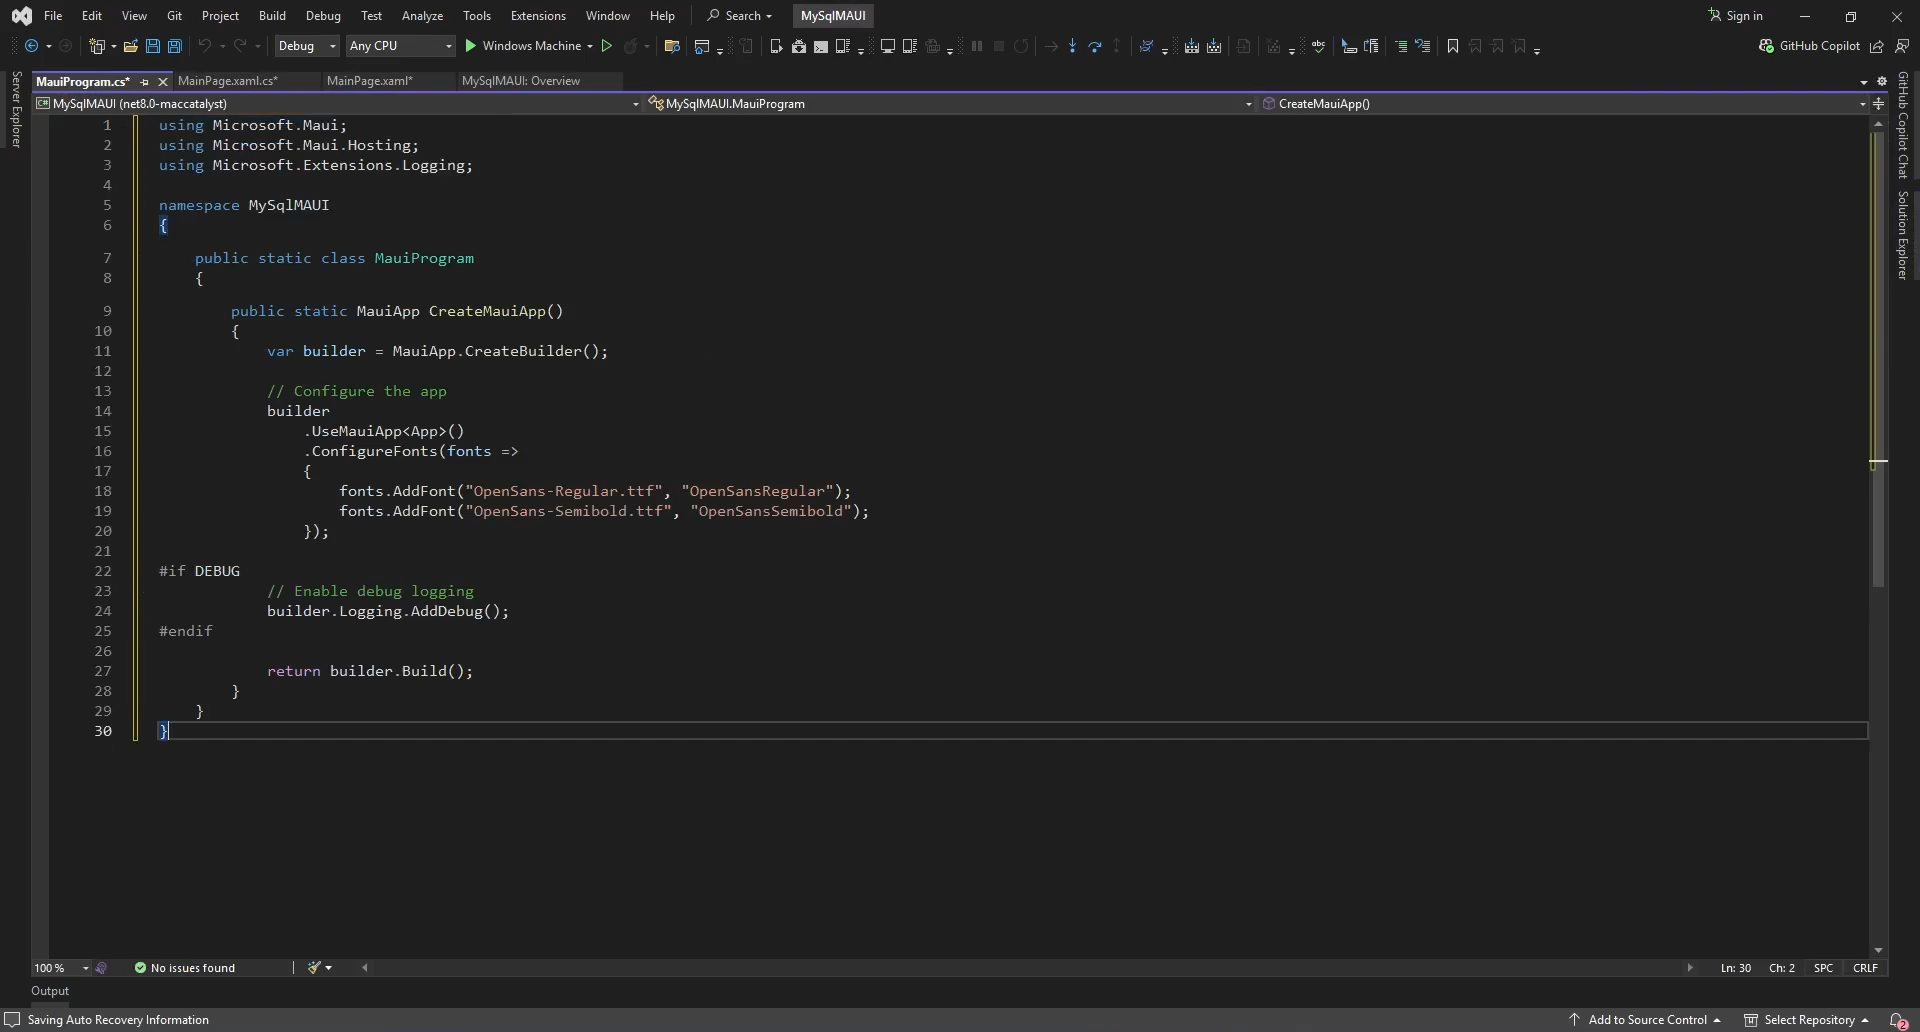 File Edit View Git Project Build Debug Test Analyze Tools Extensions Window Help Search MySqlMAUI Sign in
Debug Any CPU Windows Machine GitHub Copilot
MauiProgram.cs* MainPage.xaml.cs* MainPage.xaml* MySqlMAUI: Overview
MySqlMAUI (net8.0-maccatalyst) MySqlMAUI.MauiProgram CreateMauiApp()
Server Explorer
GitHub Copilot Chat
Solution Explorer
1 using Microsoft.Maui;
2 using Microsoft.Maui.Hosting;
3 using Microsoft.Extensions.Logging;
4
5 namespace MySqlMAUI
6 {
7 public static class MauiProgram
8 {
9 public static MauiApp CreateMauiApp()
10 {
11 var builder = MauiApp.CreateBuilder();
12
13 // Configure the app
14 builder
15 .UseMauiApp<App>()
16 .ConfigureFonts(fonts =>
17 {
18 fonts.AddFont("OpenSans-Regular.ttf", "OpenSansRegular");
19 fonts.AddFont("OpenSans-Semibold.ttf", "OpenSansSemibold");
20 });
21
22 #if DEBUG
23 // Enable debug logging
24 builder.Logging.AddDebug();
25 #endif
26
27 return builder.Build();
28 }
29 }
30 }
100 % No issues found Ln: 30 Ch: 2 SPC CRLF
Output
Saving Auto Recovery Information Add to Source Control Select Repository 2